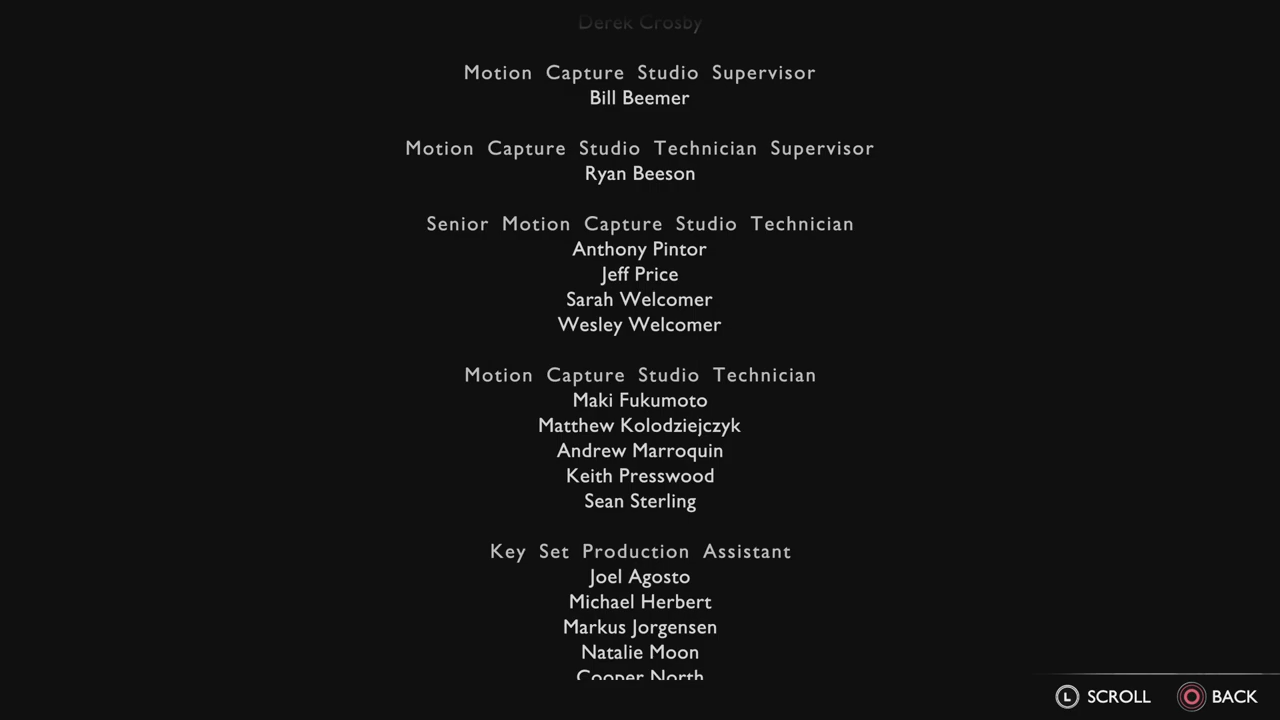 Derek Crosby
Motion Capture Studio Supervisor
Bill Beemer
Motion Capture Studio Technician Supervisor
Ryan Beeson
Senior Motion Capture Studio Technician
Anthony Pintor
Jeff Price
Sarah Welcomer
Wesley Welcomer
Motion Capture Studio Technician
Maki Fukumoto
Matthew Kolodziejczyk
Andrew Marroquin
Keith Presswood
Sean Sterling
Key Set Production Assistant
Joel Agosto
Michael Herbert
Markus Jorgensen
Natalie Moon
Cooper North
L SCROLL BACK